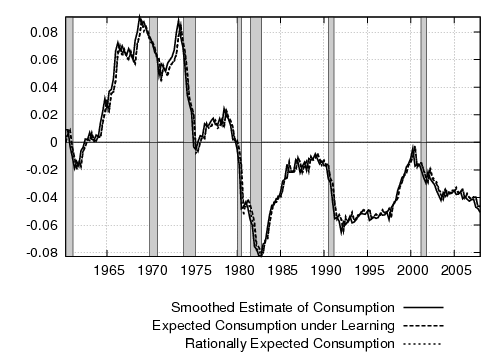 0.08
0.06
0.04
0.02
0
-0.02
-0.04
-0.06
-0.08
1965 1970 1975 1980 1985 1990 1995 2000 2005
Smoothed Estimate of Consumption
Expected Consumption under Learning
Rationally Expected Consumption